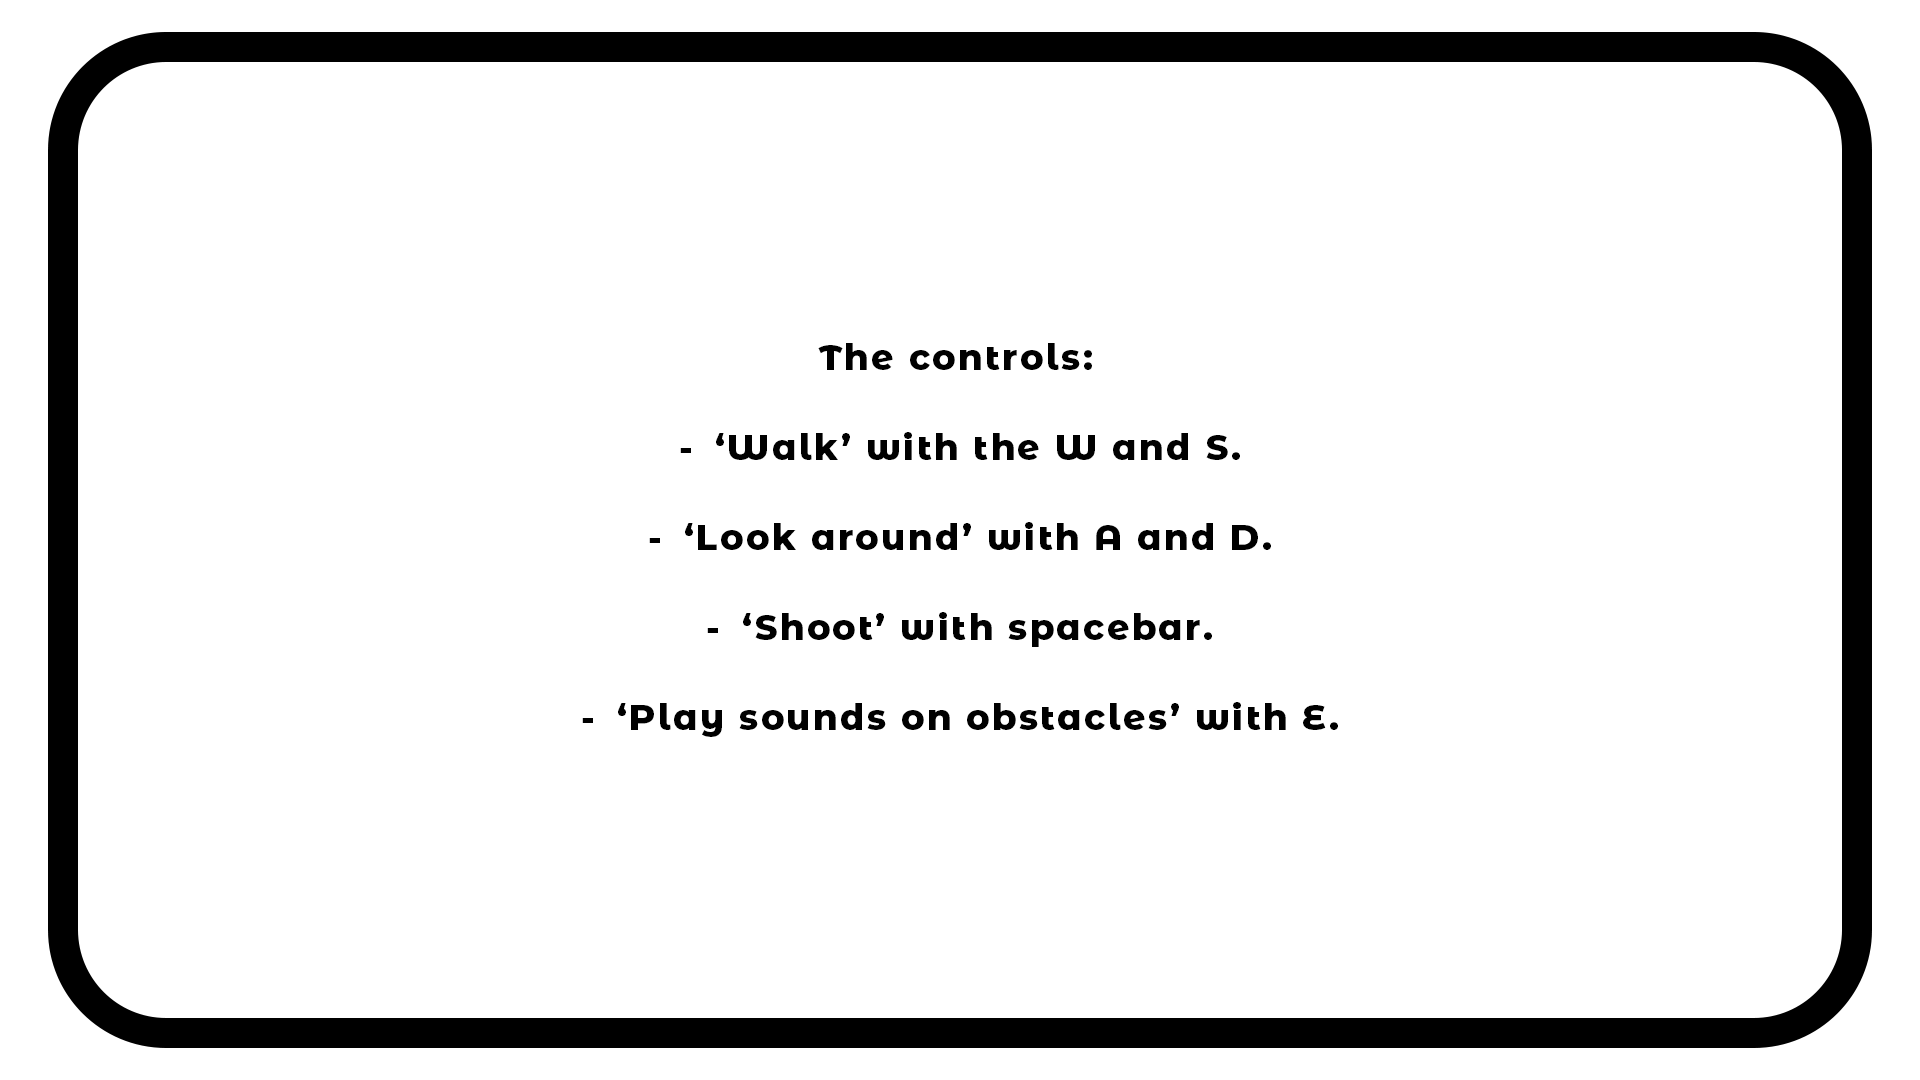 The controls:
- ‘Walk’ with the W and S.
- ‘Look around’ with A and D.
- ‘Shoot’ with spacebar.
- ‘Play sounds on obstacles’ with E.